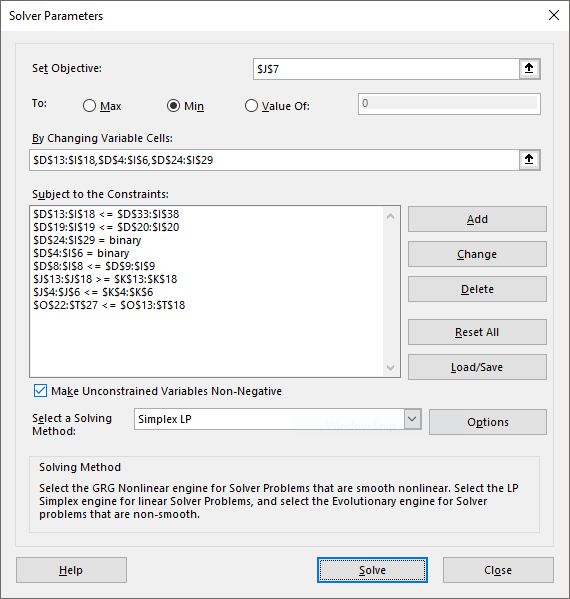 Solver Parameters
Set Objective:
$J$7
To:
Max
Min
Value Of:
0
By Changing Variable Cells:
$D$13:$I$18,$D$4:$I$6,$D$24:$I$29
Subject to the Constraints:
$D$13:$I$18 <= $D$33:$I$38
$D$19:$I$19 <= $D$20:$I$20
$D$24:$I$29 = binary
$D$4:$I$6 = binary
$D$8:$I$8 <= $D$9:$I$9
$J$13:$J$18 >= $K$13:$K$18
$J$4:$J$6 <= $K$4:$K$6
$O$22:$T$27 <= $O$13:$T$18
Add
Change
Delete
Reset All
Load/Save
Make Unconstrained Variables Non-Negative
Select a Solving
Method:
Simplex LP
Options
Solving Method
Select the GRG Nonlinear engine for Solver Problems that are smooth nonlinear. Select the LP
Simplex engine for linear Solver Problems, and select the Evolutionary engine for Solver
problems that are non-smooth.
Help
Solve
Close